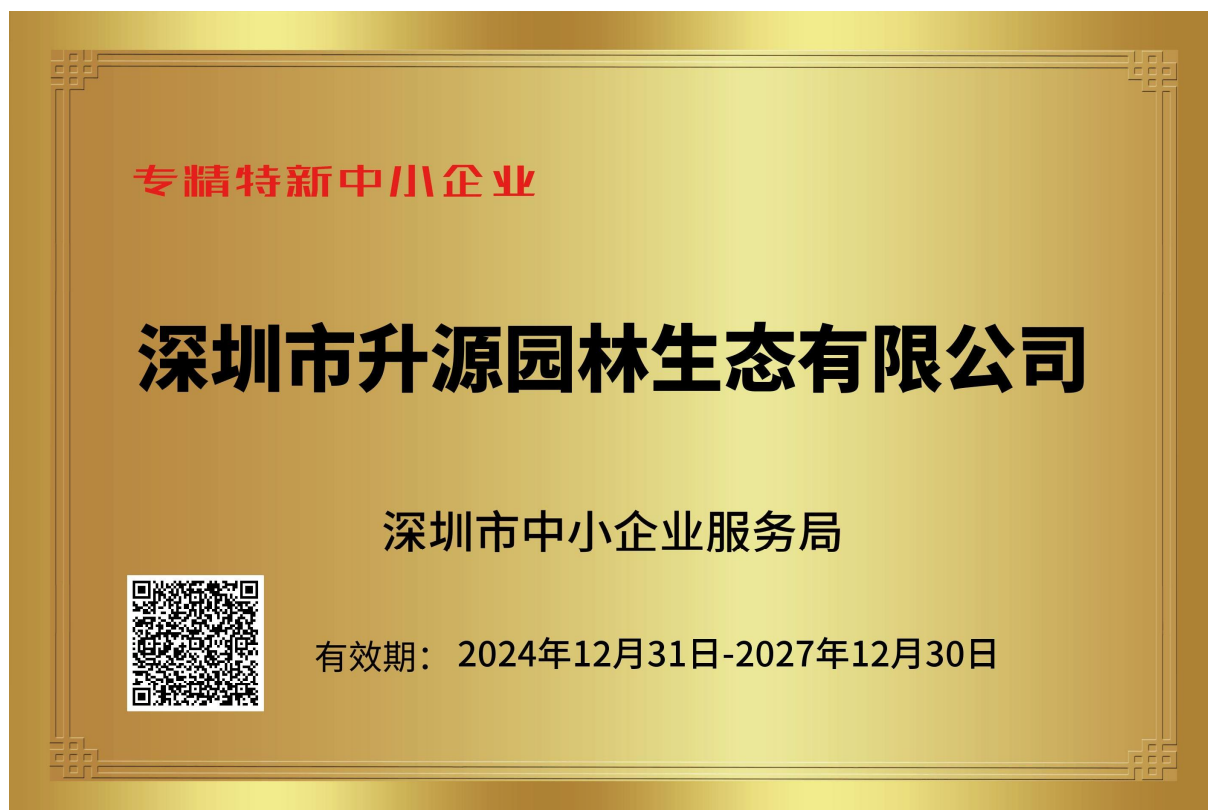 专精特新中小企业
深圳市升源园林生态有限公司
深圳市中小企业服务局
有效期：2024年12月31日-2027年12月30日